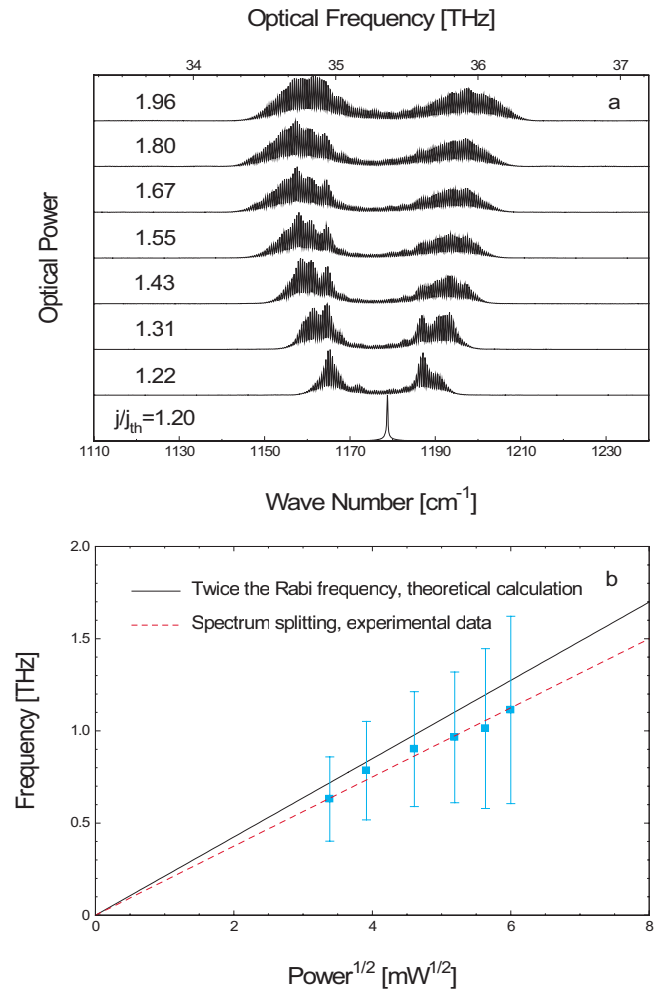 Optical Frequency [THz]
34 35 36 37
a
1.96
1.80
1.67
1.55
1.43
1.31
1.22
j/jth=1.20
Optical Power
1110 1130 1150 1170 1190 1210 1230
Wave Number [cm-1]
2.0
b
Twice the Rabi frequency, theoretical calculation
Spectrum splitting, experimental data
1.5
1.0
0.5
0
Frequency [THz]
0 2 4 6 8
Power1/2 [mW1/2]